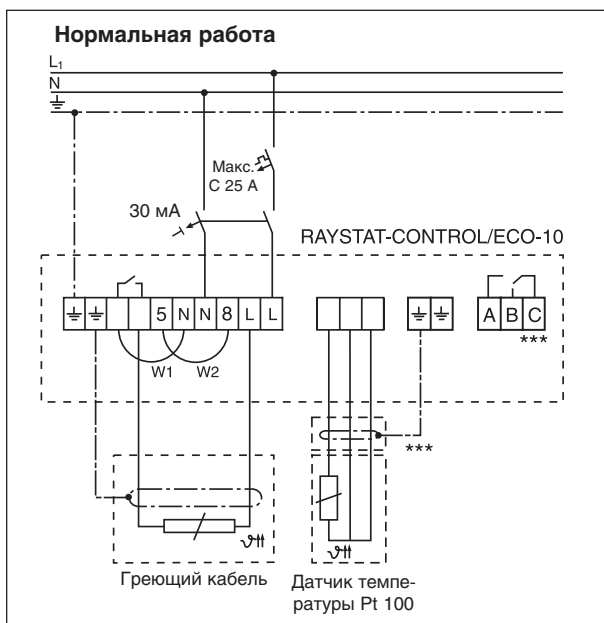 Нормальная работа
L₁
N
Макс.
C 25 A
30 мА
RAYSTAT-CONTROL/ECO-10
5 N N 8 L L
A B C
***
W1 W2
***
Греющий кабель
Датчик темпе-
ратуры Pt 100